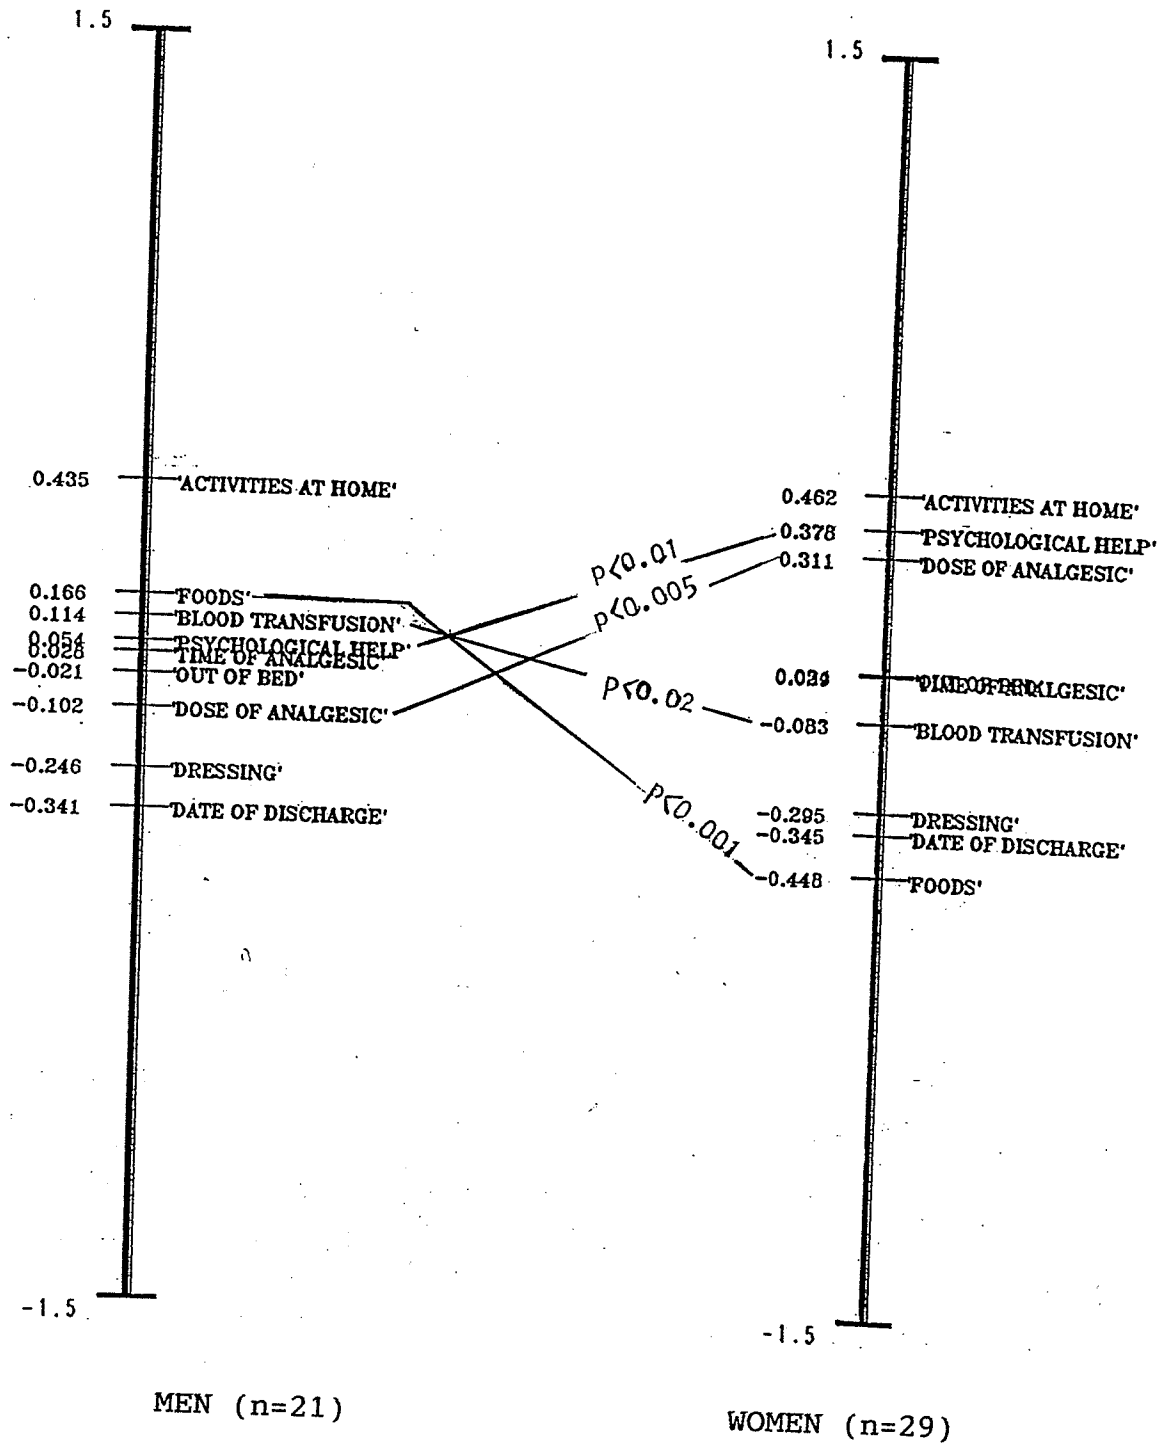 1.5
0.435 'ACTIVITIES AT HOME'
0.166 'FOODS'
0.114 'BLOOD TRANSFUSION'
0.054 'PSYCHOLOGICAL HELP'
0.028 'TIME OF ANALGESIC'
-0.021 'OUT OF BED'
-0.102 'DOSE OF ANALGESIC'
-0.246 'DRESSING'
-0.341 'DATE OF DISCHARGE'
-1.5
MEN (n=21)
p<0.01
p<0.005
p<0.02
p<0.001
1.5
0.462 'ACTIVITIES AT HOME'
0.378 'PSYCHOLOGICAL HELP'
0.311 'DOSE OF ANALGESIC'
'TIME OF ANALGESIC'
-0.083 'BLOOD TRANSFUSION'
-0.295 'DRESSING'
-0.345 'DATE OF DISCHARGE'
-0.448 'FOODS'
-1.5
WOMEN (n=29)